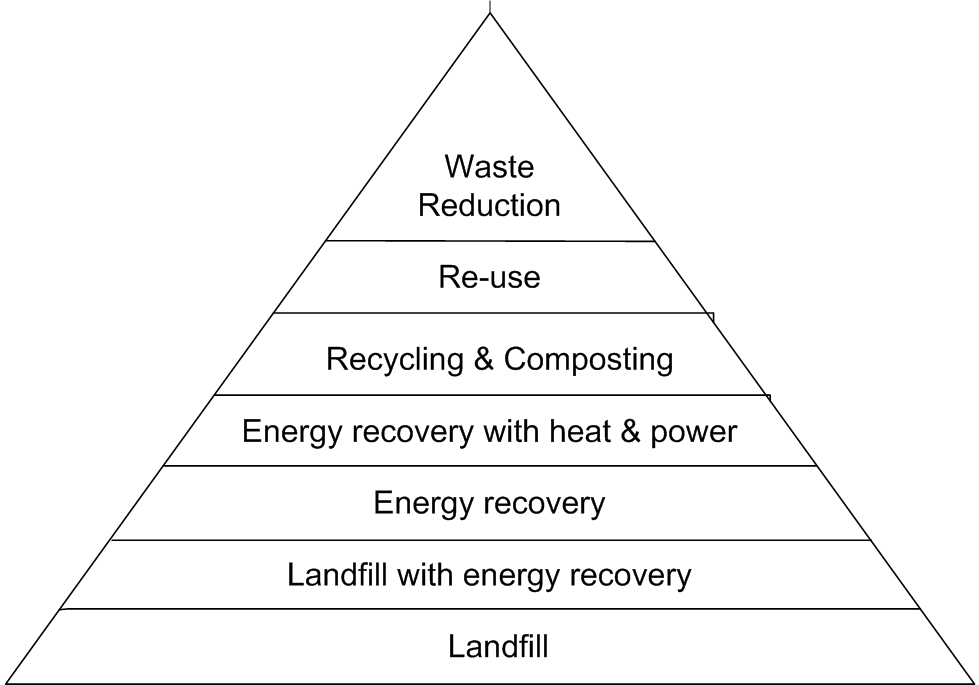 Waste
Reduction
Re-use
Recycling & Composting
Energy recovery with heat & power
Energy recovery
Landfill with energy recovery
Landfill